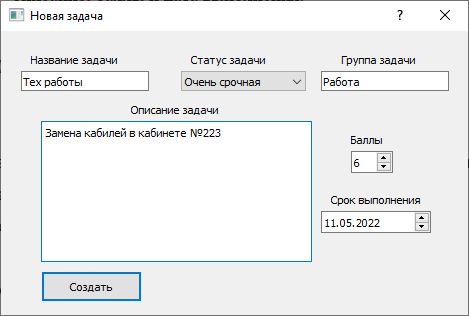 Новая задача
Название задачи
Статус задачи
Группа задачи
Тех работы
Очень срочная
Работа
Описание задачи
Замена кабилей в кабинете №223
Баллы
6
Срок выполнения
11.05.2022
Создать